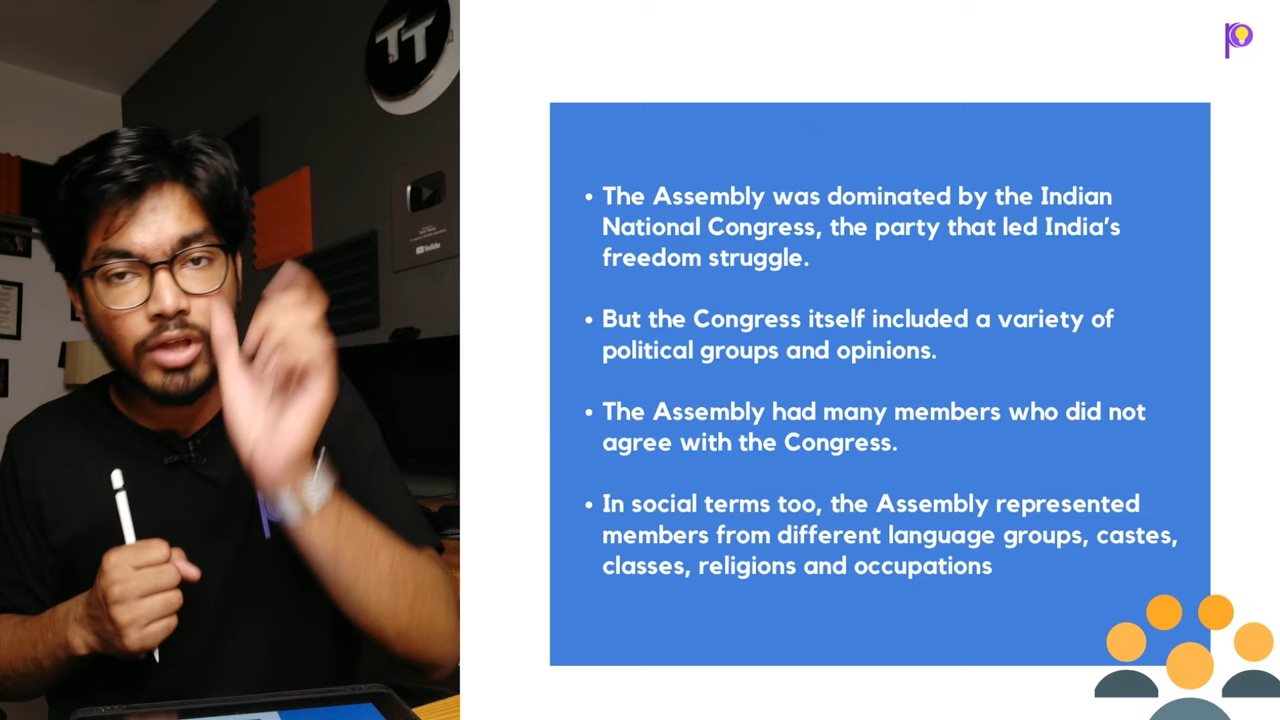 TT
YouTube
p
• The Assembly was dominated by the Indian
National Congress, the party that led India's
freedom struggle.
• But the Congress itself included a variety of
political groups and opinions.
• The Assembly had many members who did not
agree with the Congress.
• In social terms too, the Assembly represented
members from different language groups, castes,
classes, religions and occupations